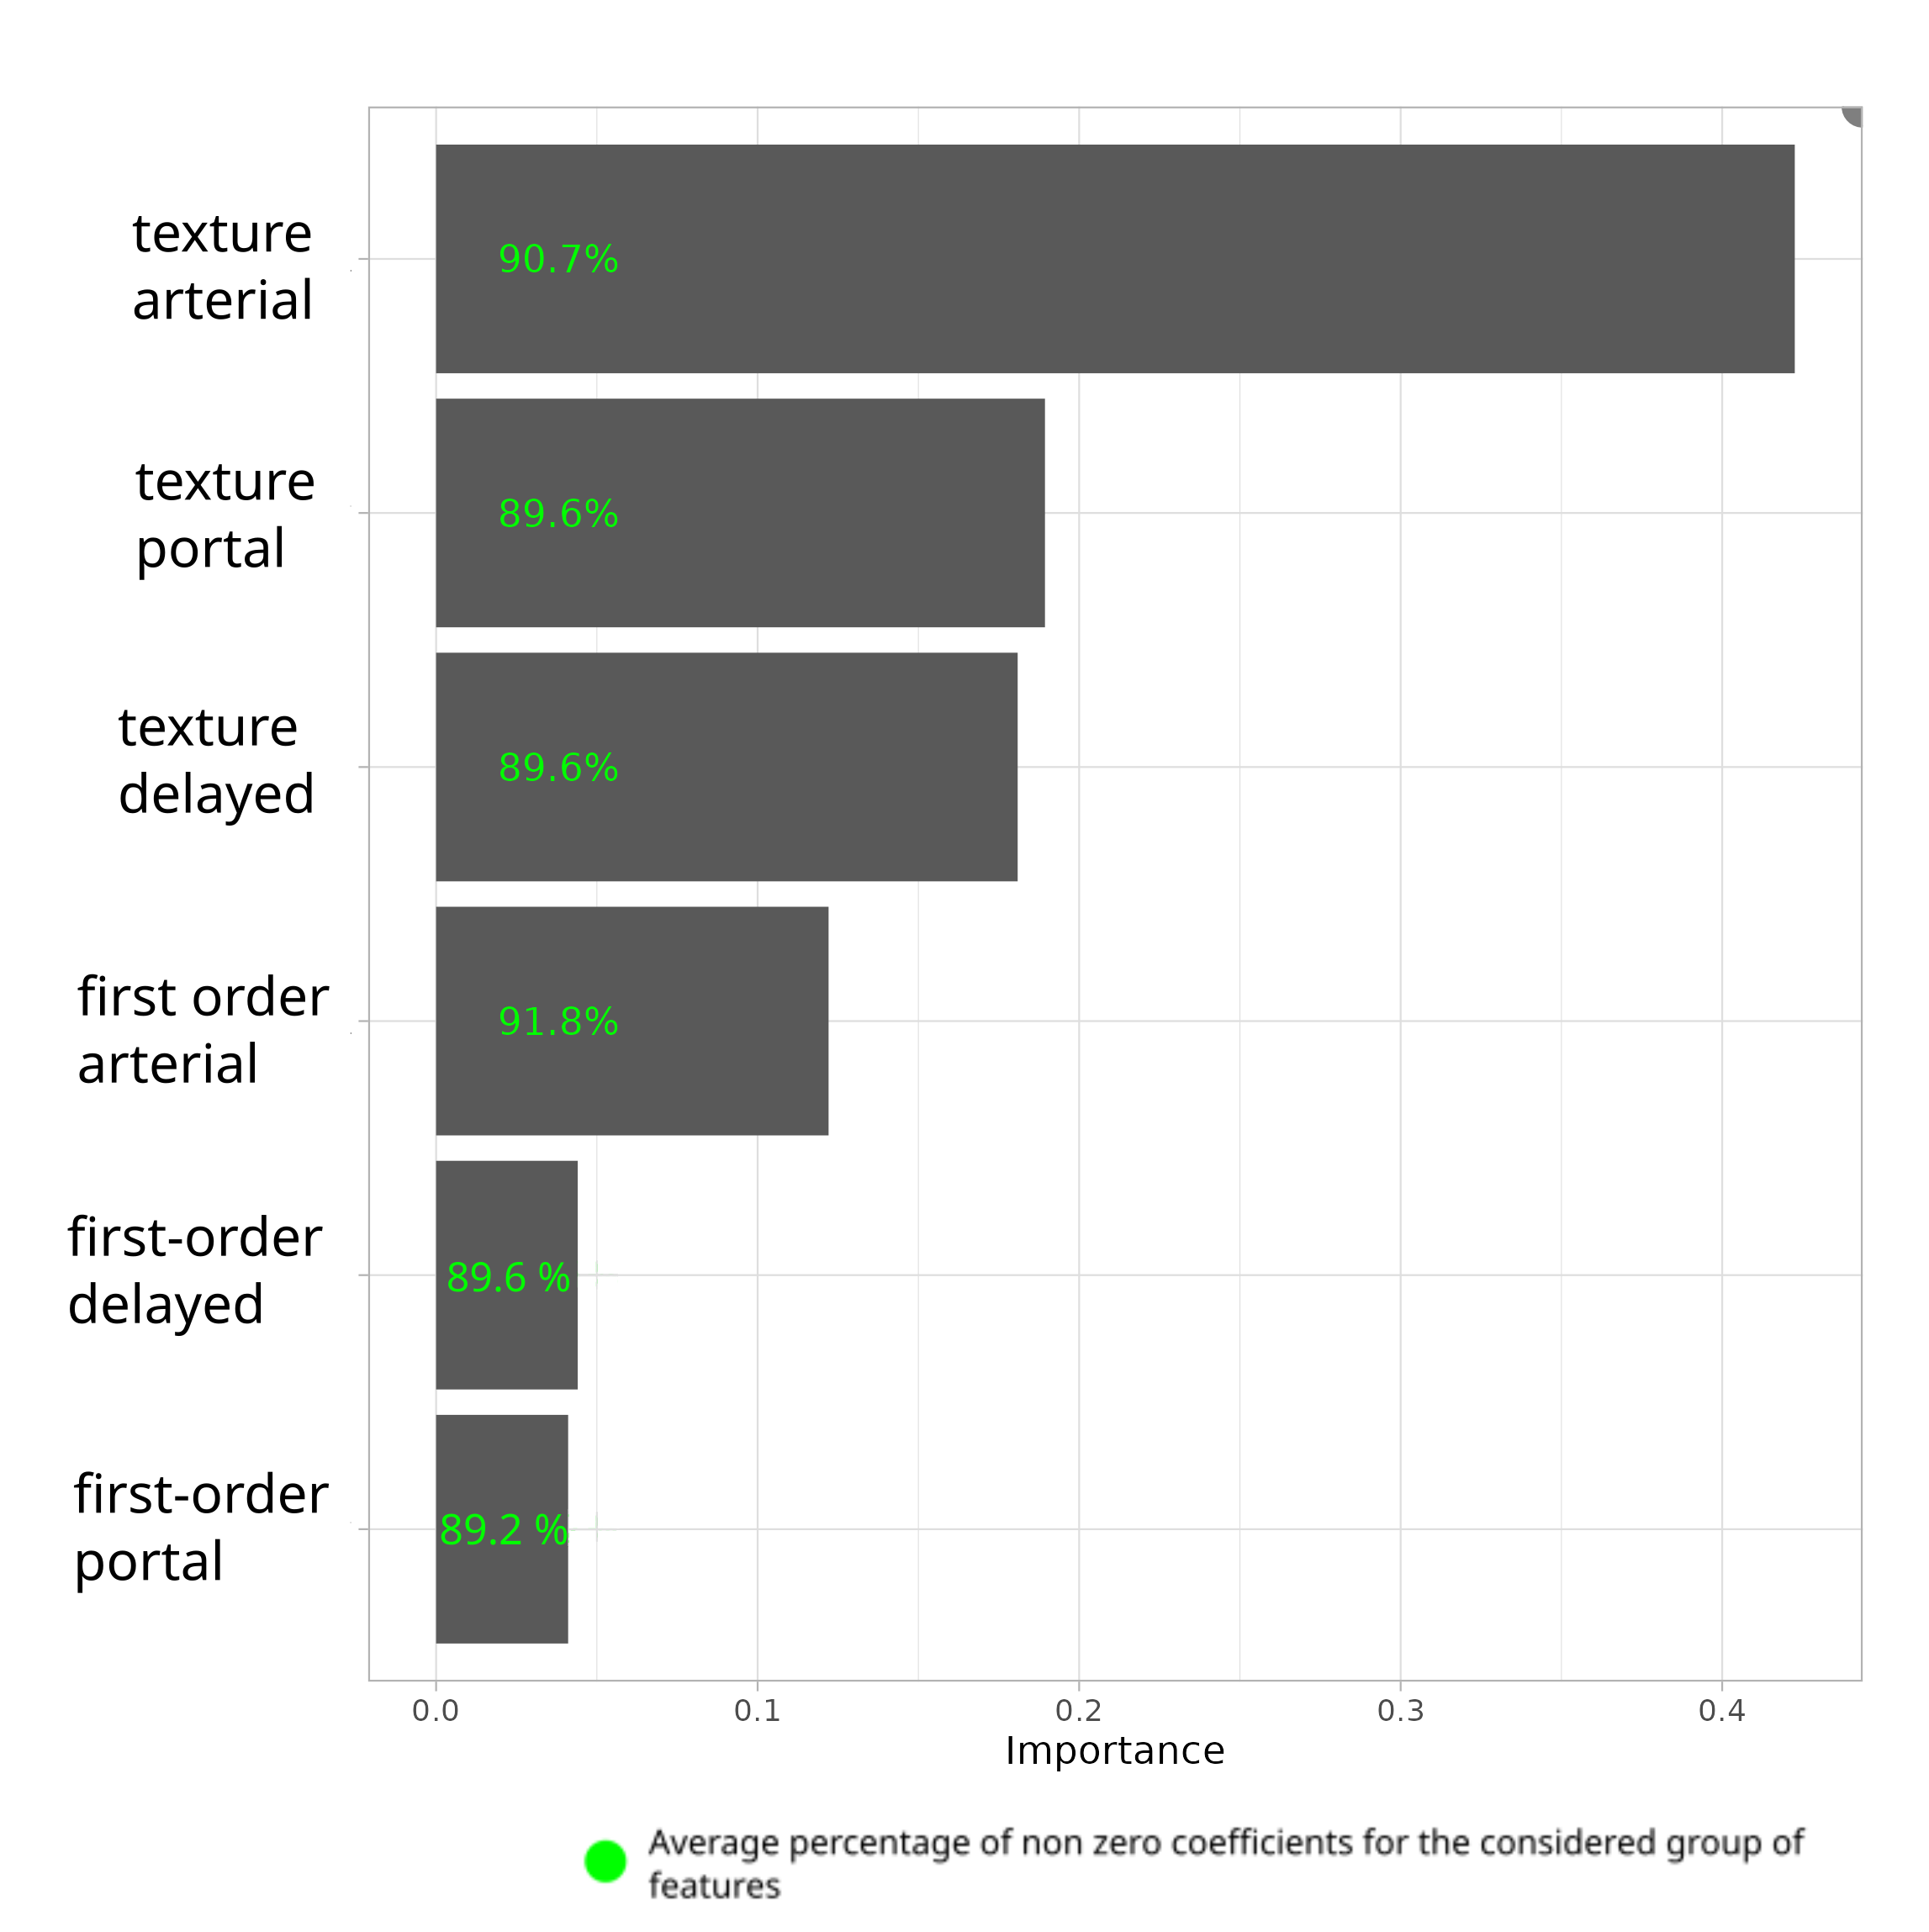 texture
arterial
90.7%
texture
portal
89.6%
texture
delayed
89.6%
first order
arterial
91.8%
first-order
delayed
89.6 %
first-order
portal
89.2 %
0.0 0.1 0.2 0.3 0.4
Importance
Average percentage of non zero coefficients for the considered group of
features